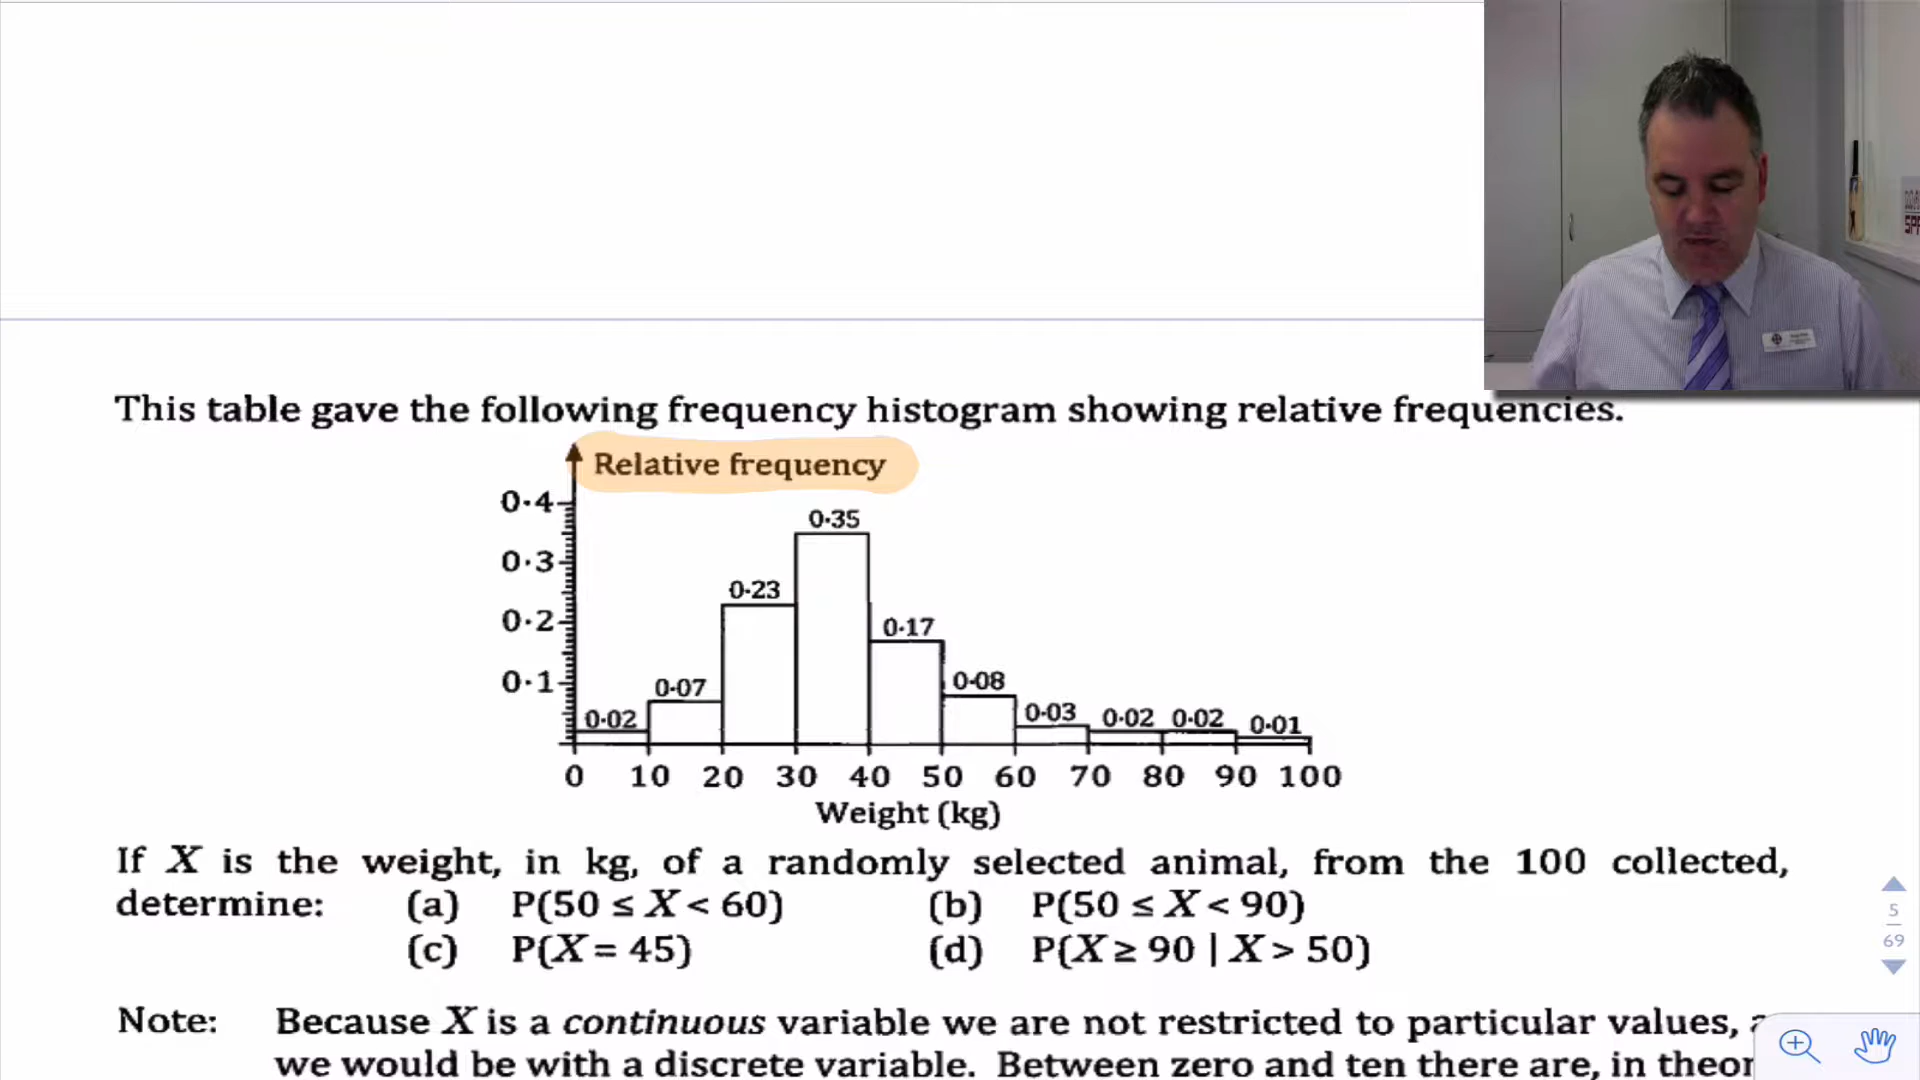 This table gave the following frequency histogram showing relative frequencies.
Relative frequency
0·4
0·3
0·2
0·1
0·02
0·07
0·23
0·35
0·17
0·08
0·03
0·02
0·02
0·01
0 10 20 30 40 50 60 70 80 90 100
Weight (kg)
If X is the weight, in kg, of a randomly selected animal, from the 100 collected,
determine: (a) P(50 ≤ X < 60) (b) P(50 ≤ X < 90)
(c) P(X = 45) (d) P(X ≥ 90 | X > 50)
Note: Because X is a continuous variable we are not restricted to particular values,
we would be with a discrete variable. Between zero and ten there are, in theor
5
69